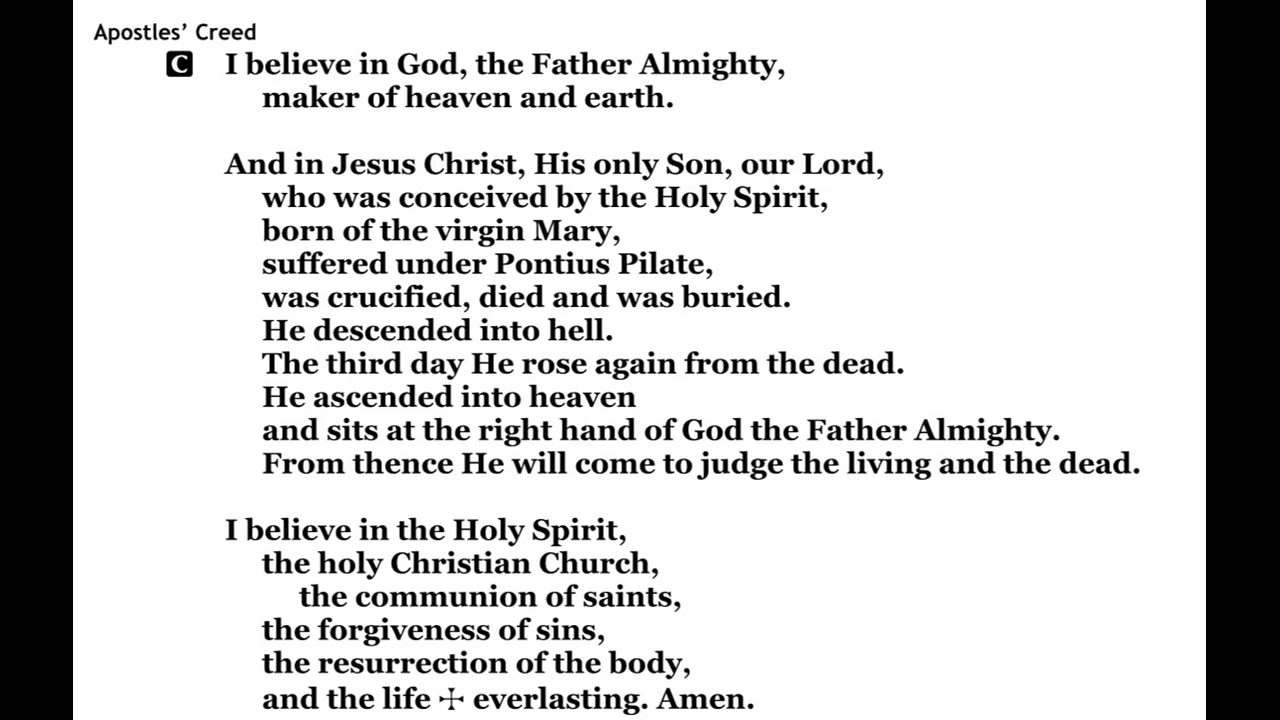 Apostles’ Creed
C I believe in God, the Father Almighty,
maker of heaven and earth.
And in Jesus Christ, His only Son, our Lord,
who was conceived by the Holy Spirit,
born of the virgin Mary,
suffered under Pontius Pilate,
was crucified, died and was buried.
He descended into hell.
The third day He rose again from the dead.
He ascended into heaven
and sits at the right hand of God the Father Almighty.
From thence He will come to judge the living and the dead.
I believe in the Holy Spirit,
the holy Christian Church,
the communion of saints,
the forgiveness of sins,
the resurrection of the body,
and the life ☩ everlasting. Amen.